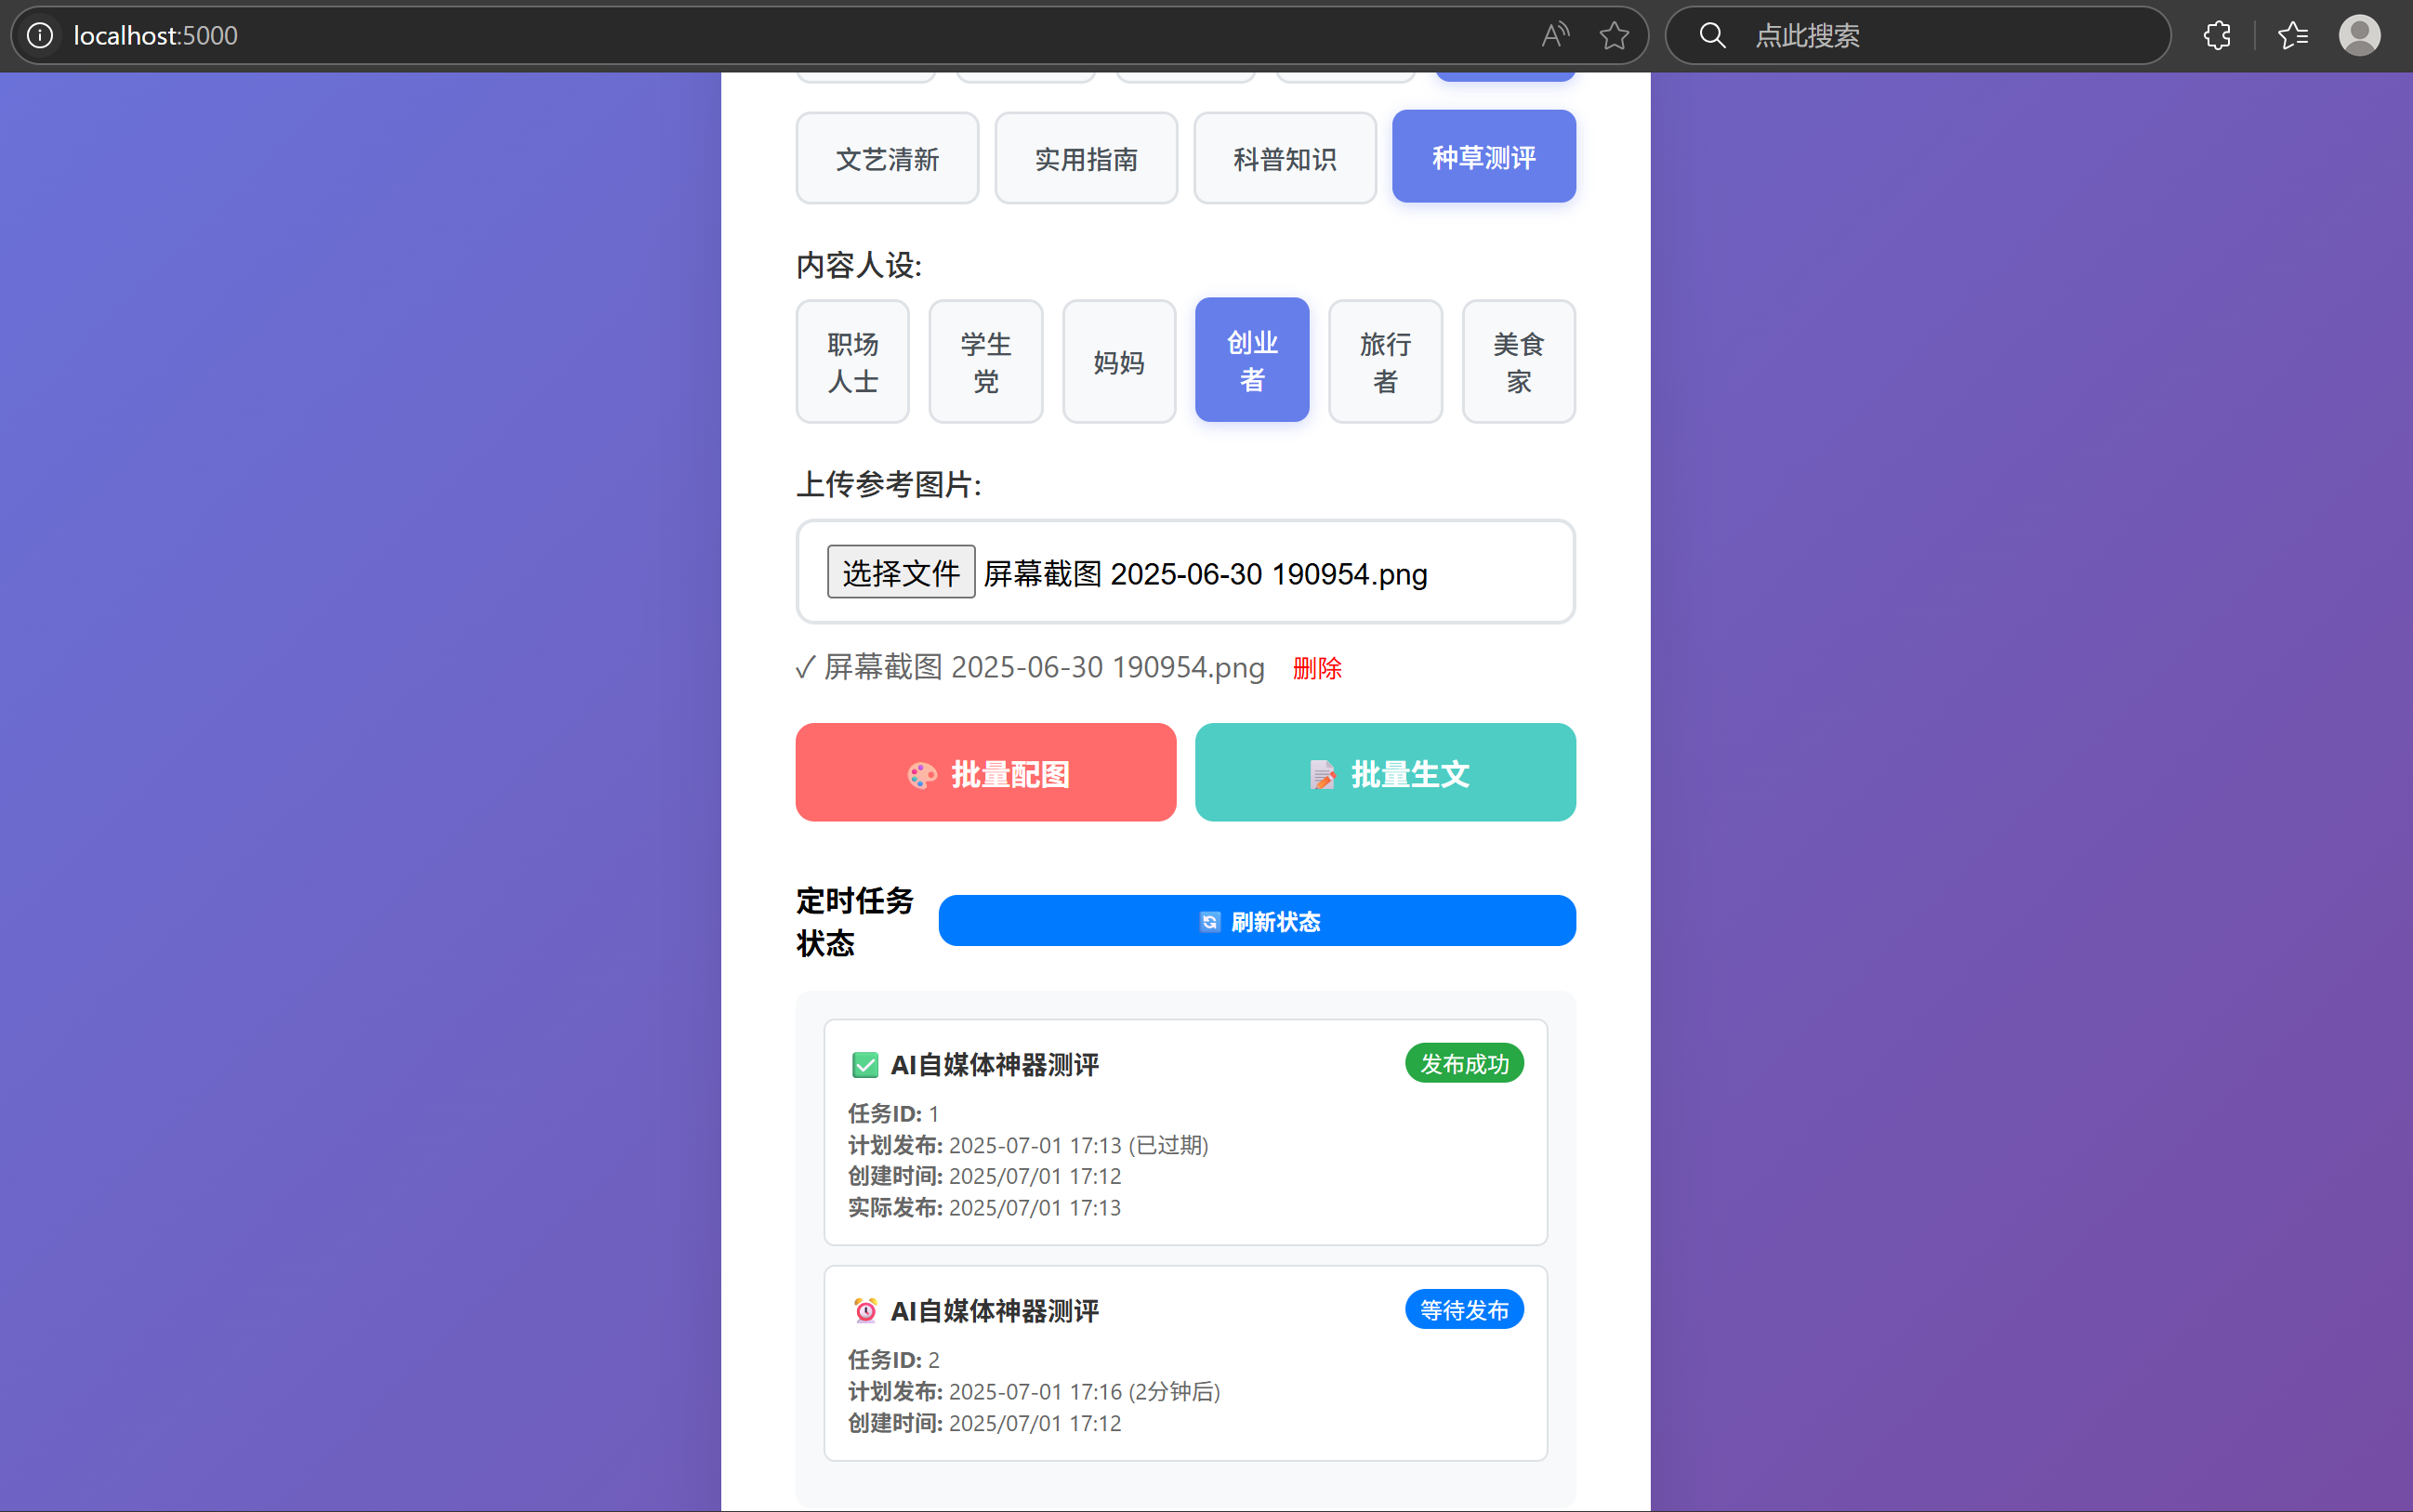 localhost:5000
点此搜索
文艺清新 实用指南 科普知识 种草测评
内容人设:
职场人士 学生党 妈妈 创业者 旅行者 美食家
上传参考图片:
选择文件 屏幕截图 2025-06-30 190954.png
✓ 屏幕截图 2025-06-30 190954.png 删除
🎨 批量配图 📝 批量生文
定时任务状态
🔄 刷新状态
✅ AI自媒体神器测评 发布成功
任务ID: 1
计划发布: 2025-07-01 17:13 (已过期)
创建时间: 2025/07/01 17:12
实际发布: 2025/07/01 17:13
⏰ AI自媒体神器测评 等待发布
任务ID: 2
计划发布: 2025-07-01 17:16 (2分钟后)
创建时间: 2025/07/01 17:12